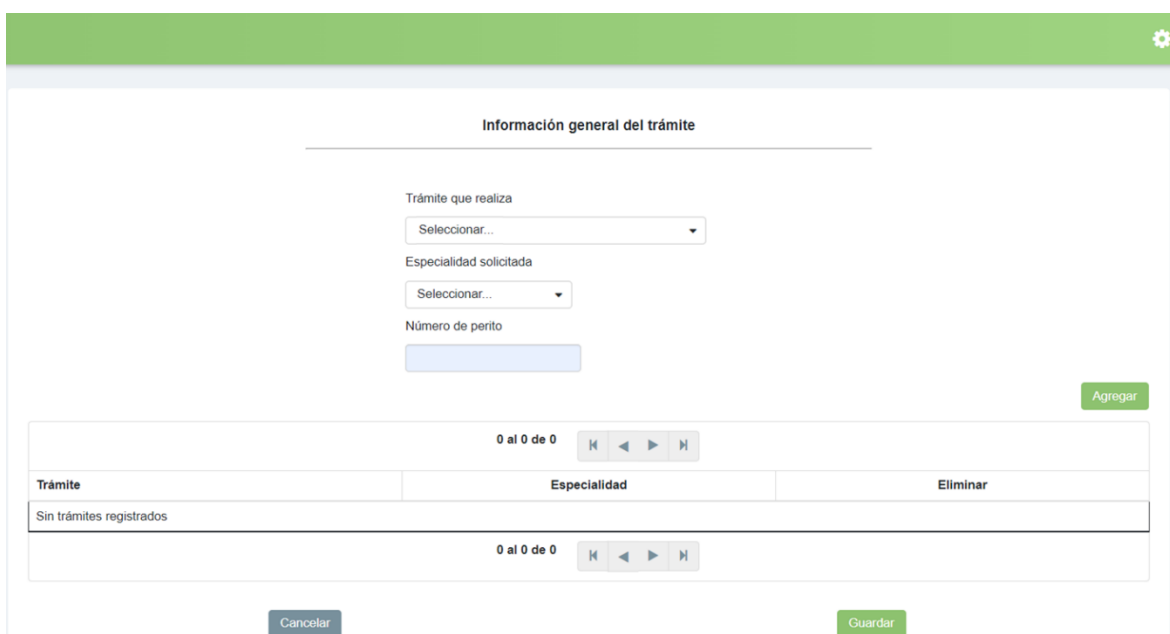 Información general del trámite
Trámite que realiza
Seleccionar...
Especialidad solicitada
Seleccionar...
Número de perito
Agregar
0 al 0 de 0
Trámite Especialidad Eliminar
Sin trámites registrados
0 al 0 de 0
Cancelar Guardar